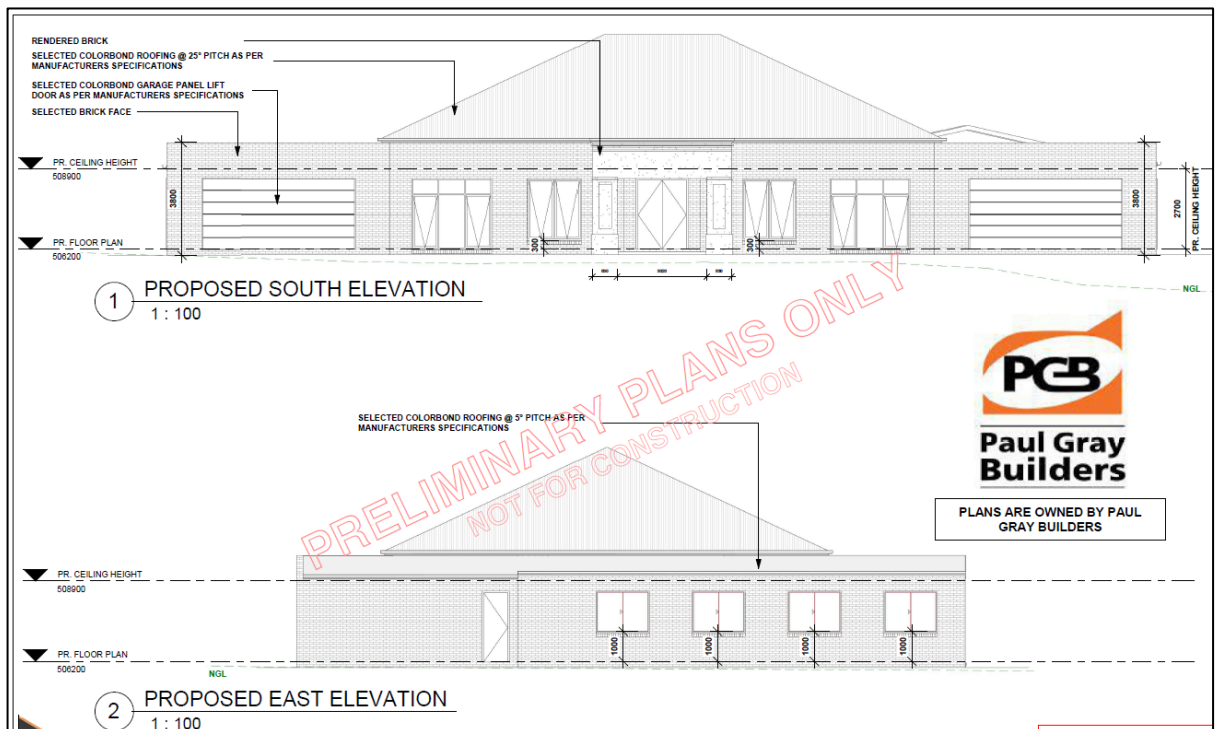 RENDERED BRICK
SELECTED COLORBOND ROOFING @ 25° PITCH AS PER
MANUFACTURERS SPECIFICATIONS
SELECTED COLORBOND GARAGE PANEL LIFT
DOOR AS PER MANUFACTURERS SPECIFICATIONS
SELECTED BRICK FACE
PR. CEILING HEIGHT
508900
3800
PR. FLOOR PLAN
506200
300
300
3800
2700
PR. CEILING HEIGHT
NGL
1
PROPOSED SOUTH ELEVATION
1 : 100
PRELIMINARY PLANS ONLY
NOT FOR CONSTRUCTION
PGB
Paul Gray
Builders
PLANS ARE OWNED BY PAUL
GRAY BUILDERS
SELECTED COLORBOND ROOFING @ 5° PITCH AS PER
MANUFACTURERS SPECIFICATIONS
PR. CEILING HEIGHT
508900
1000
1000
1000
1000
PR. FLOOR PLAN
506200
NGL
2
PROPOSED EAST ELEVATION
1 : 100